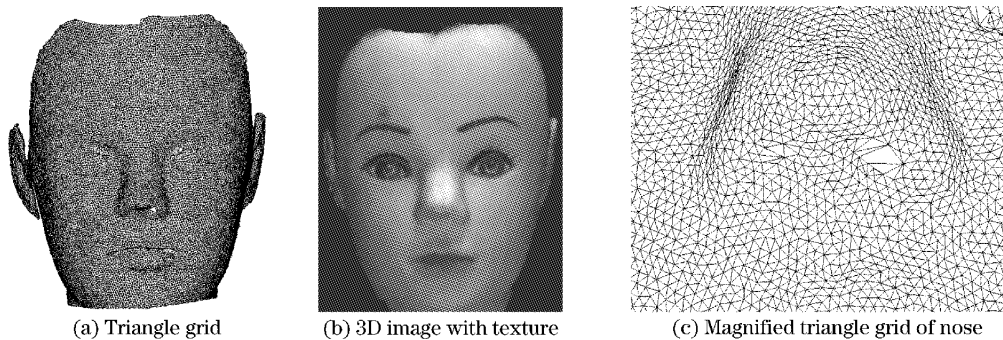 (a) Triangle grid
(b) 3D image with texture
(c) Magnified triangle grid of nose